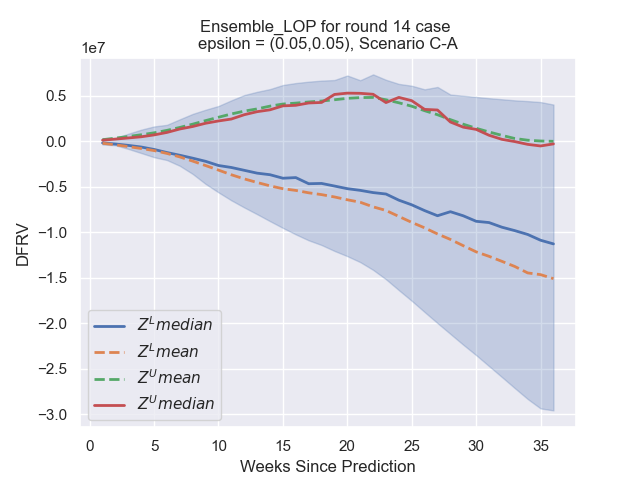 Ensemble_LOP for round 14 case
epsilon = (0.05,0.05), Scenario C-A
1e7
0.5
0.0
−0.5
−1.0
−1.5
−2.0
−2.5
−3.0
DFRV
Z^L median
Z^L mean
Z^U mean
Z^U median
0 5 10 15 20 25 30 35
Weeks Since Prediction